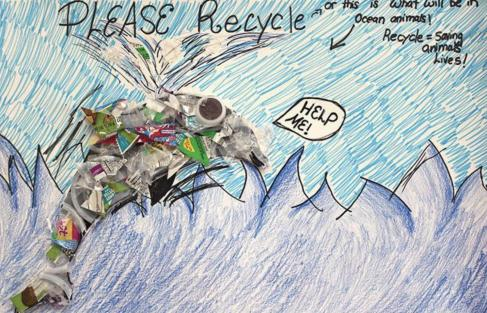 PLEASE Recycle
or this is what will be in
Ocean animals!
Recycle = Saving
animals
Lives!
HELP
ME!